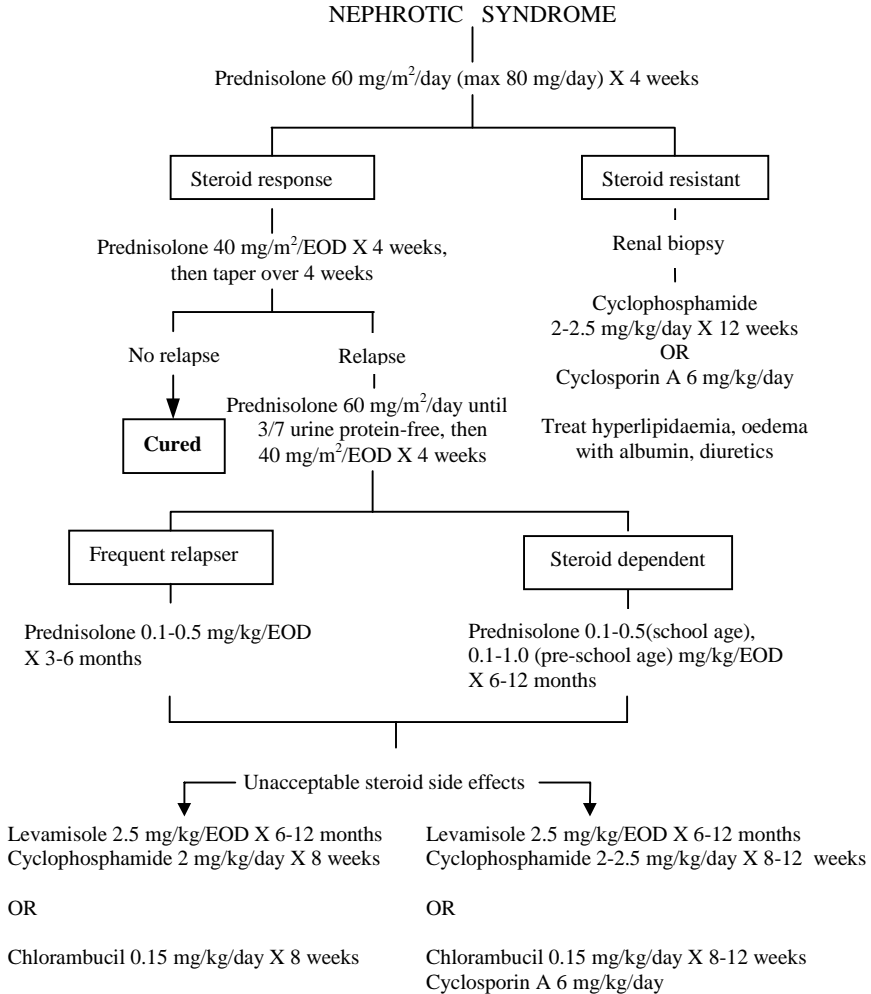 NEPHROTIC SYNDROME
Prednisolone 60 mg/m²/day (max 80 mg/day) X 4 weeks
Steroid response
Steroid resistant
Prednisolone 40 mg/m²/EOD X 4 weeks,
then taper over 4 weeks
Renal biopsy
Cyclophosphamide
2-2.5 mg/kg/day X 12 weeks
OR
Cyclosporin A 6 mg/kg/day
Treat hyperlipidaemia, oedema
with albumin, diuretics
No relapse
Relapse
Cured
Prednisolone 60 mg/m²/day until
3/7 urine protein-free, then
40 mg/m²/EOD X 4 weeks
Frequent relapser
Steroid dependent
Prednisolone 0.1-0.5 mg/kg/EOD
X 3-6 months
Prednisolone 0.1-0.5(school age),
0.1-1.0 (pre-school age) mg/kg/EOD
X 6-12 months
Unacceptable steroid side effects
Levamisole 2.5 mg/kg/EOD X 6-12 months
Cyclophosphamide 2 mg/kg/day X 8 weeks
OR
Chlorambucil 0.15 mg/kg/day X 8 weeks
Levamisole 2.5 mg/kg/EOD X 6-12 months
Cyclophosphamide 2-2.5 mg/kg/day X 8-12 weeks
OR
Chlorambucil 0.15 mg/kg/day X 8-12 weeks
Cyclosporin A 6 mg/kg/day